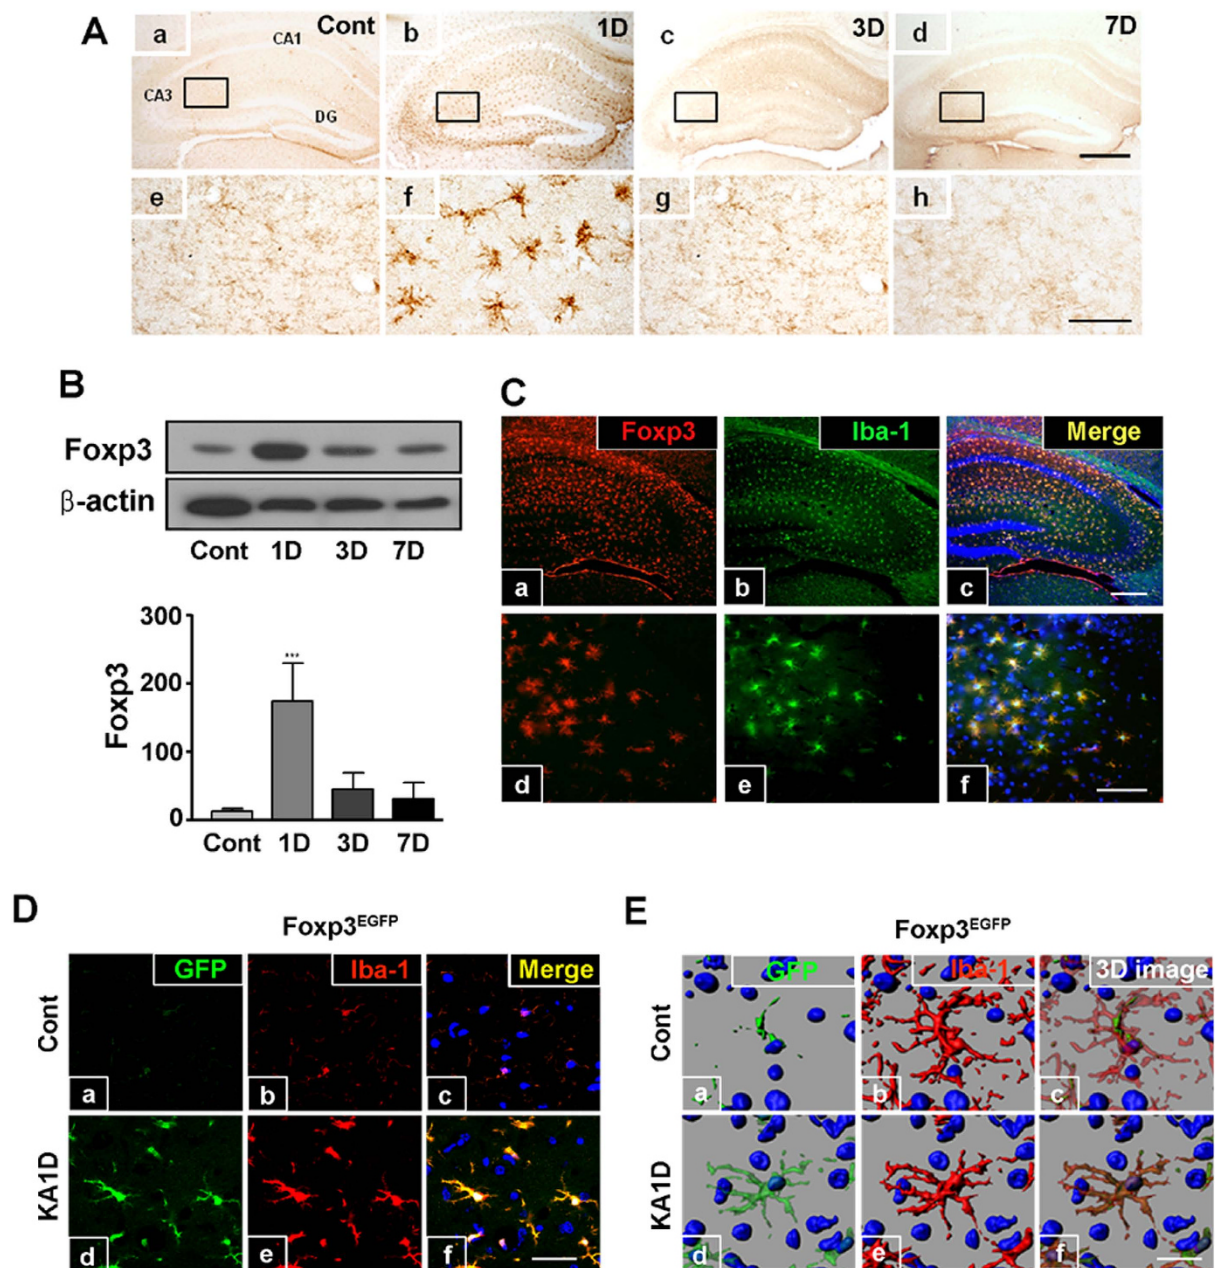 A
a
Cont
CA1
CA3
DG
b
1D
c
3D
d
7D
e
f
g
h
B
Foxp3
β-actin
Cont 1D 3D 7D
300
200
100
0
Foxp3
***
Cont 1D 3D 7D
C
Foxp3
Iba-1
Merge
a
b
c
d
e
f
D
Foxp3EGFP
GFP
Iba-1
Merge
Cont
a
b
c
KA1D
d
e
f
E
Foxp3EGFP
GFP
Iba-1
3D image
Cont
a
b
c
KA1D
d
e
f